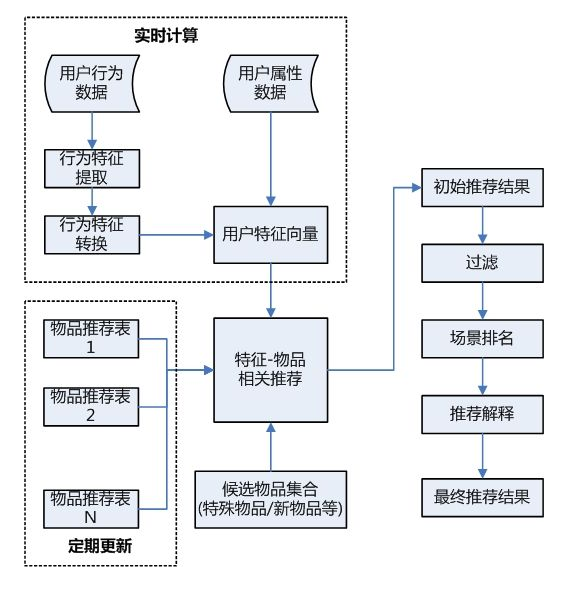 实时计算
用户行为
数据
用户属性
数据
行为特征
提取
行为特征
转换
用户特征向量
物品推荐表
1
物品推荐表
2
物品推荐表
N
定期更新
特征-物品
相关推荐
候选物品集合
(特殊物品/新物品等)
初始推荐结果
过滤
场景排名
推荐解释
最终推荐结果